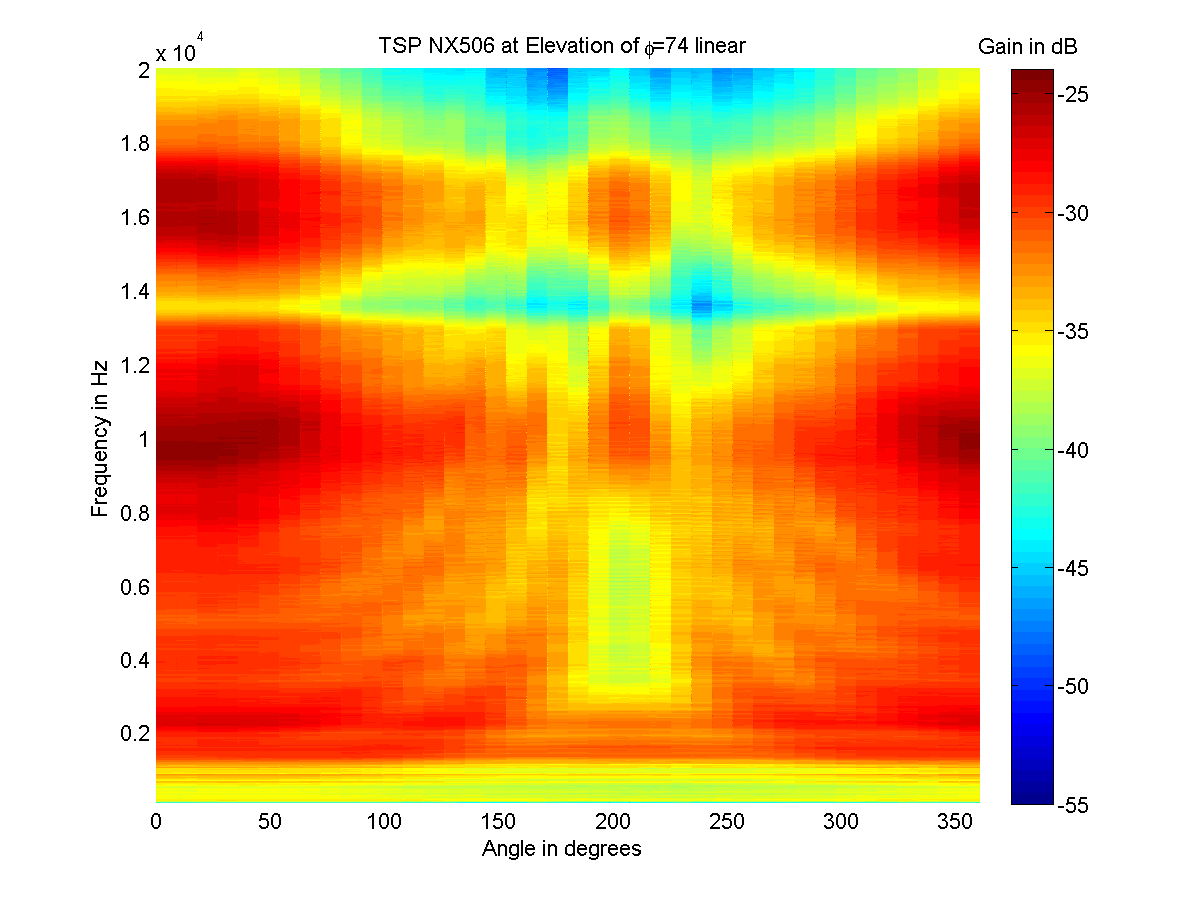 TSP NX506 at Elevation of ϕ=74 linear
Gain in dB
x 10^4
2
1.8
1.6
1.4
1.2
1
0.8
0.6
0.4
0.2
Frequency in Hz
0 50 100 150 200 250 300 350
Angle in degrees
-25
-30
-35
-40
-45
-50
-55